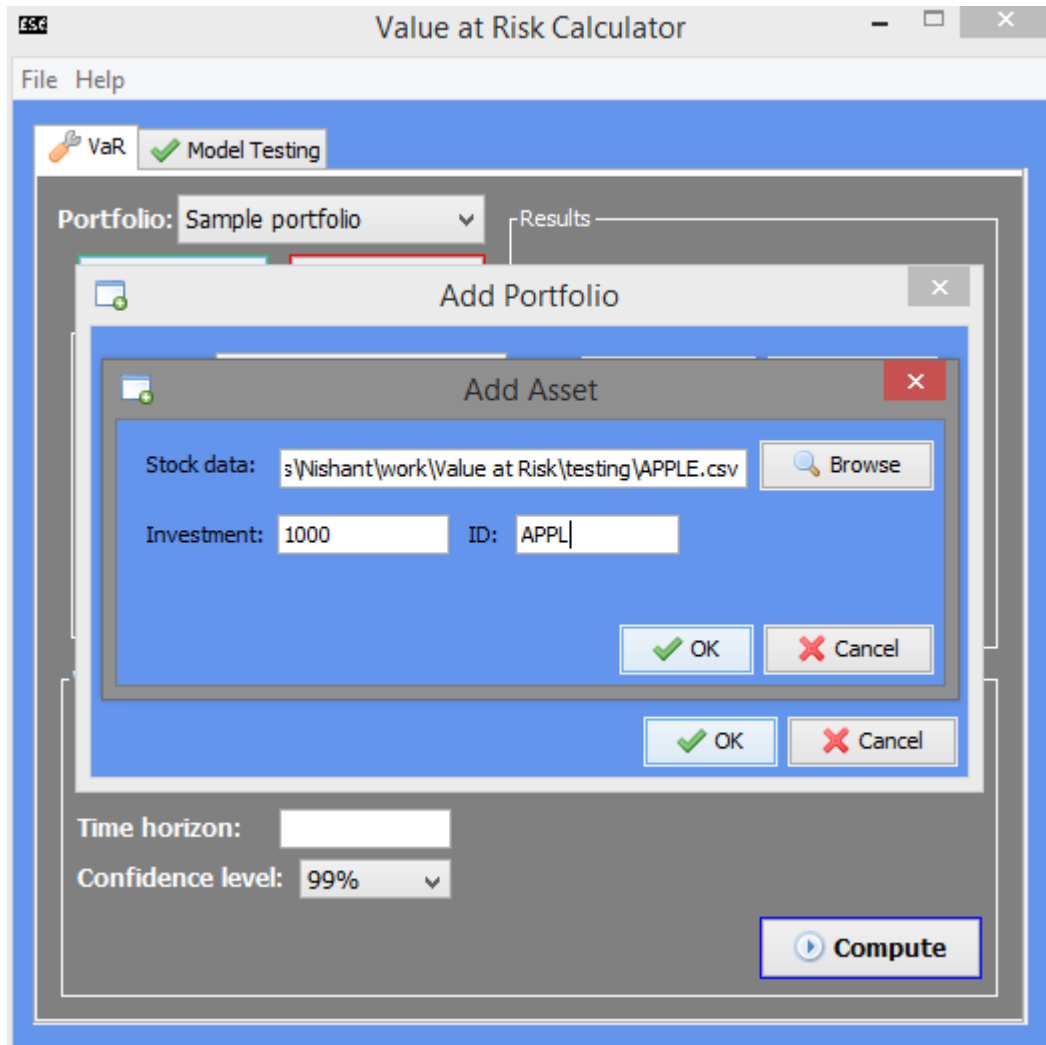 ESG
Value at Risk Calculator
File Help
VaR Model Testing
Portfolio: Sample portfolio
Results
Add Portfolio
Add Asset
Stock data: s\Nishant\work\Value at Risk\testing\APPLE.csv Browse
Investment: 1000 ID: APPL
OK Cancel
OK Cancel
Time horizon:
Confidence level: 99%
Compute